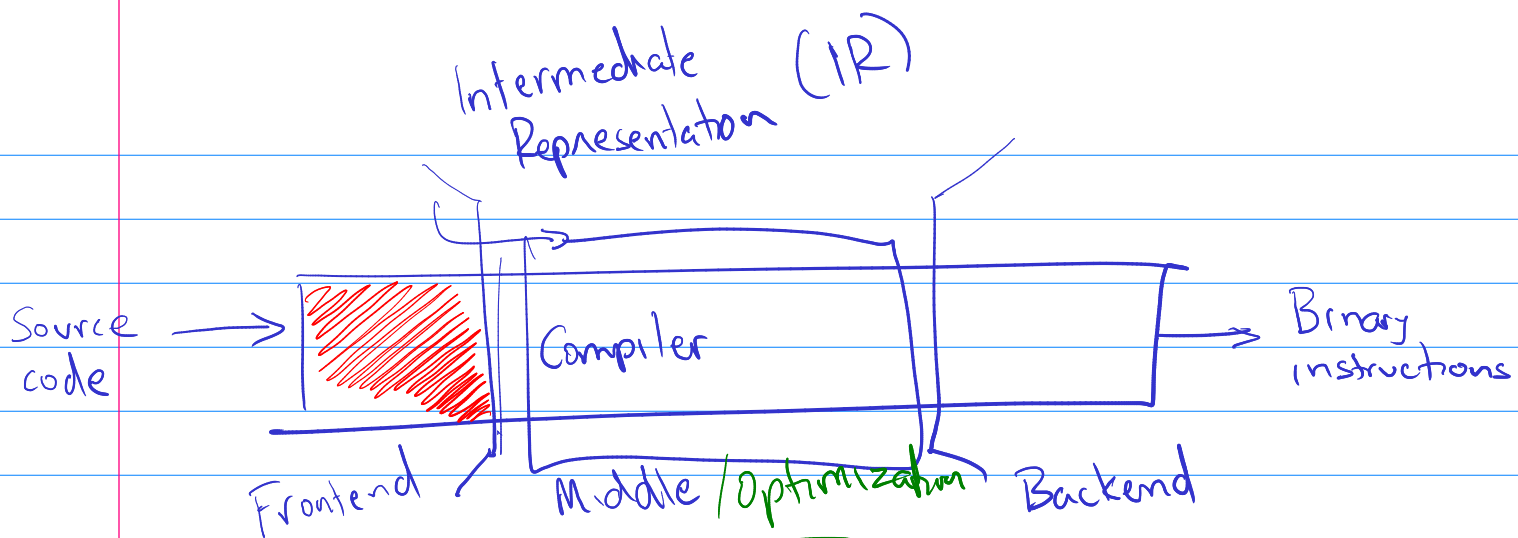 Intermediate (IR)
Representation
Source
code
Compiler
Binary
instructions
Frontend
Middle /Optimization
Backend